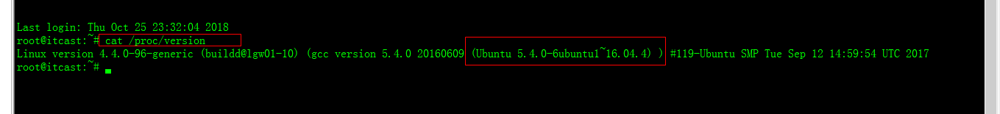 Last login: Thu Oct 25 23:32:04 2018
root@itcast:~# cat /proc/version
Linux version 4.4.0-96-generic (buildd@lgw01-10) (gcc version 5.4.0 20160609 (Ubuntu 5.4.0-6ubuntu1~16.04.4) ) #119-Ubuntu SMP Tue Sep 12 14:59:54 UTC 2017
root@itcast:~#